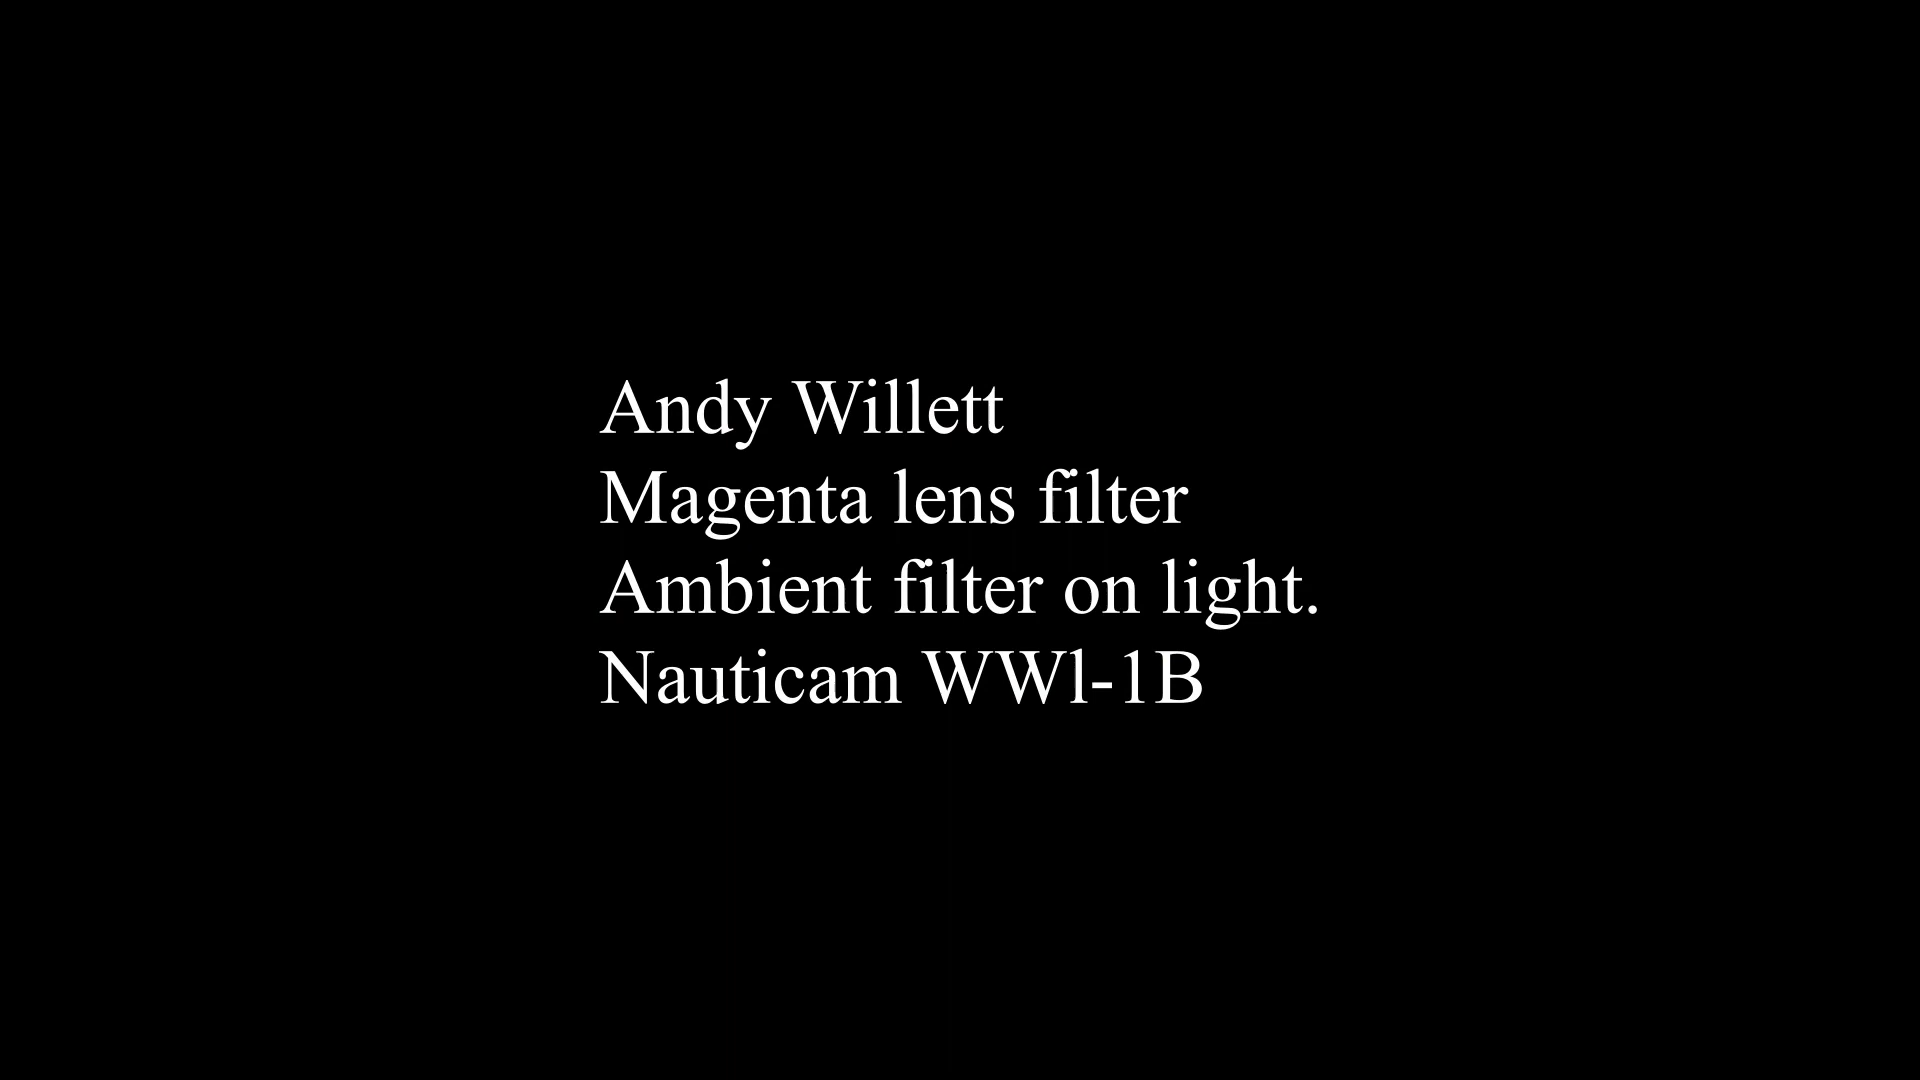 Andy Willett
Magenta lens filter
Ambient filter on light.
Nauticam WWl-1B